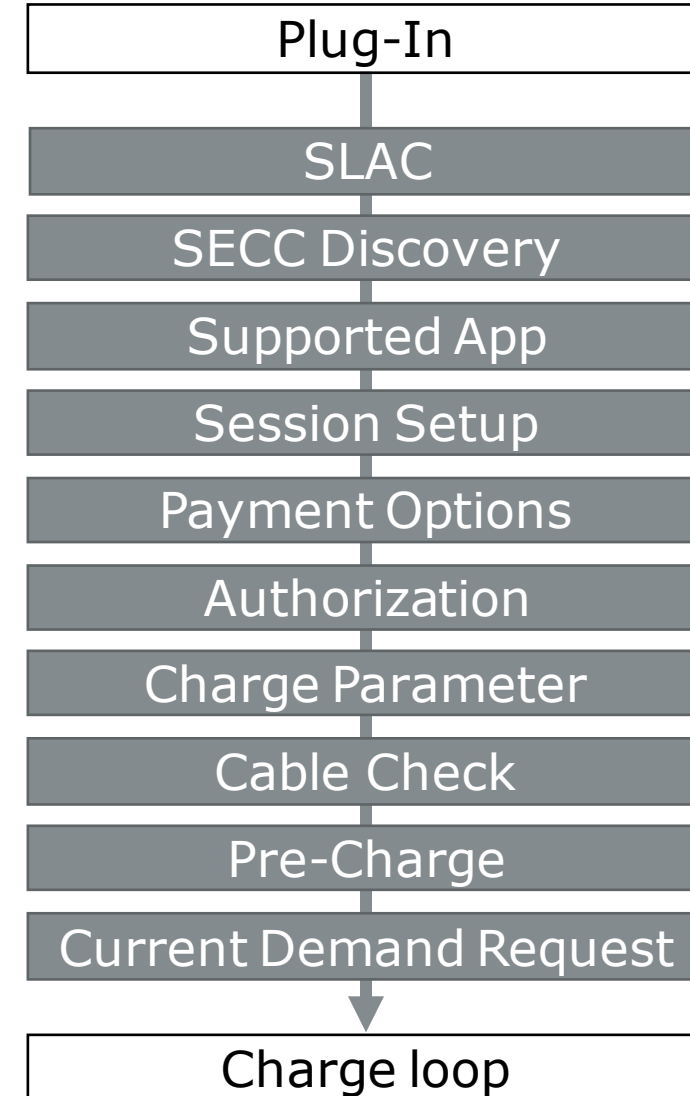 Plug-In
SLAC
SECC Discovery
Supported App
Session Setup
Payment Options
Authorization
Charge Parameter
Cable Check
Pre-Charge
Current Demand Request
Charge loop